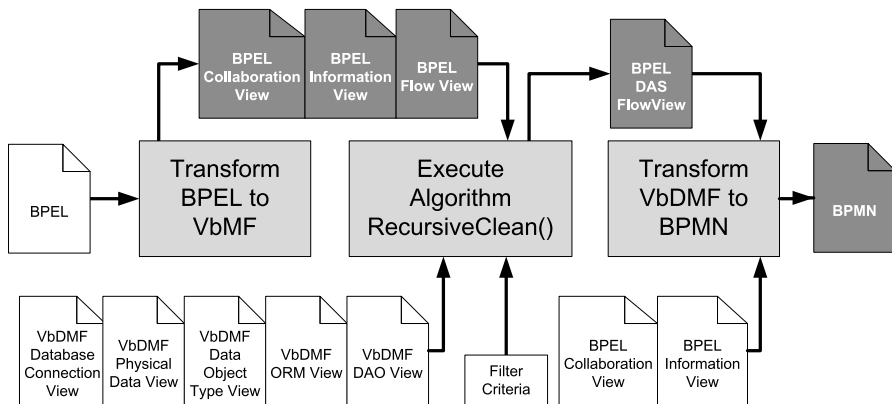 BPEL
Collaboration
View
BPEL
Information
View
BPEL
Flow View
BPEL
DAS
FlowView
BPEL
Transform
BPEL to
VbMF
Execute
Algorithm
RecursiveClean()
Transform
VbDMF to
BPMN
BPMN
VbDMF
Database
Connection
View
VbDMF
Physical
Data View
VbDMF
Data
Object
Type View
VbDMF
ORM View
VbDMF
DAO View
Filter
Criteria
BPEL
Collaboration
View
BPEL
Information
View